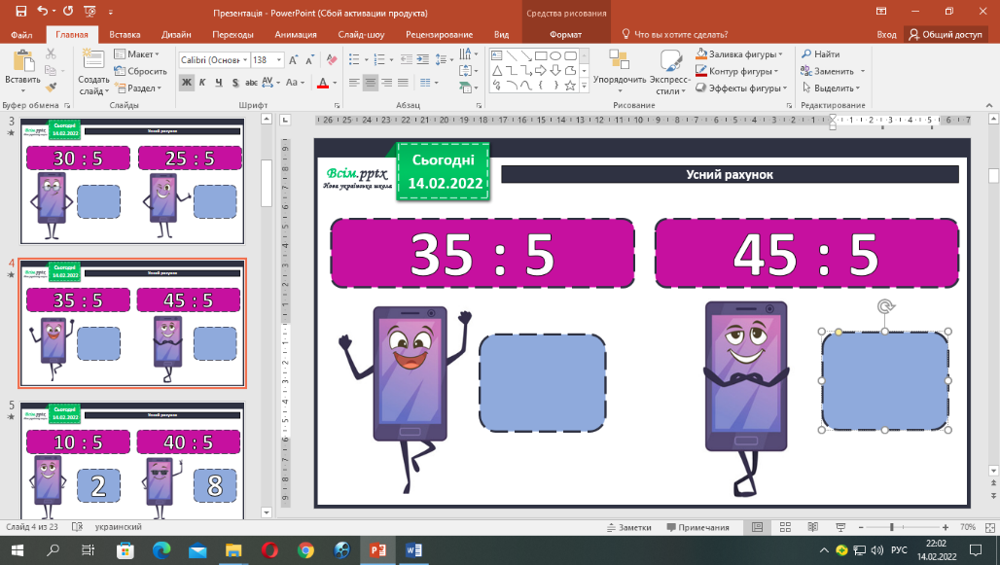 Презентація - PowerPoint (Сбой активации продукта)
Средства рисования
Файл Главная Вставка Дизайн Переходы Анимация Слайд-шоу Рецензирование Вид Формат Что вы хотите сделать? Вход Общий доступ
Вставить
Создать слайд
Макет
Сбросить
Раздел
Calibri (Основн 138
Ж К Ч S abc AV Aa A
Упорядочить
Экспресс-стили
Заливка фигуры
Контур фигуры
Эффекты фигуры
Найти
Заменить
Выделить
Буфер обмена Слайды Шрифт Абзац Рисование Редактирование
3
Сьогодні
14.02.2022
Всім.pptx
Усний рахунок
30 : 5 25 : 5
4
Сьогодні
14.02.2022
Всім.pptx
Усний рахунок
35 : 5 45 : 5
5
Сьогодні
14.02.2022
Всім.pptx
Усний рахунок
10 : 5 40 : 5
2 8
Сьогодні
14.02.2022
Всім.pptx
Нова українська школа
Усний рахунок
35 : 5 45 : 5
Слайд 4 из 23 украинский Заметки Примечания 70%
РУС
22:02
14.02.2022